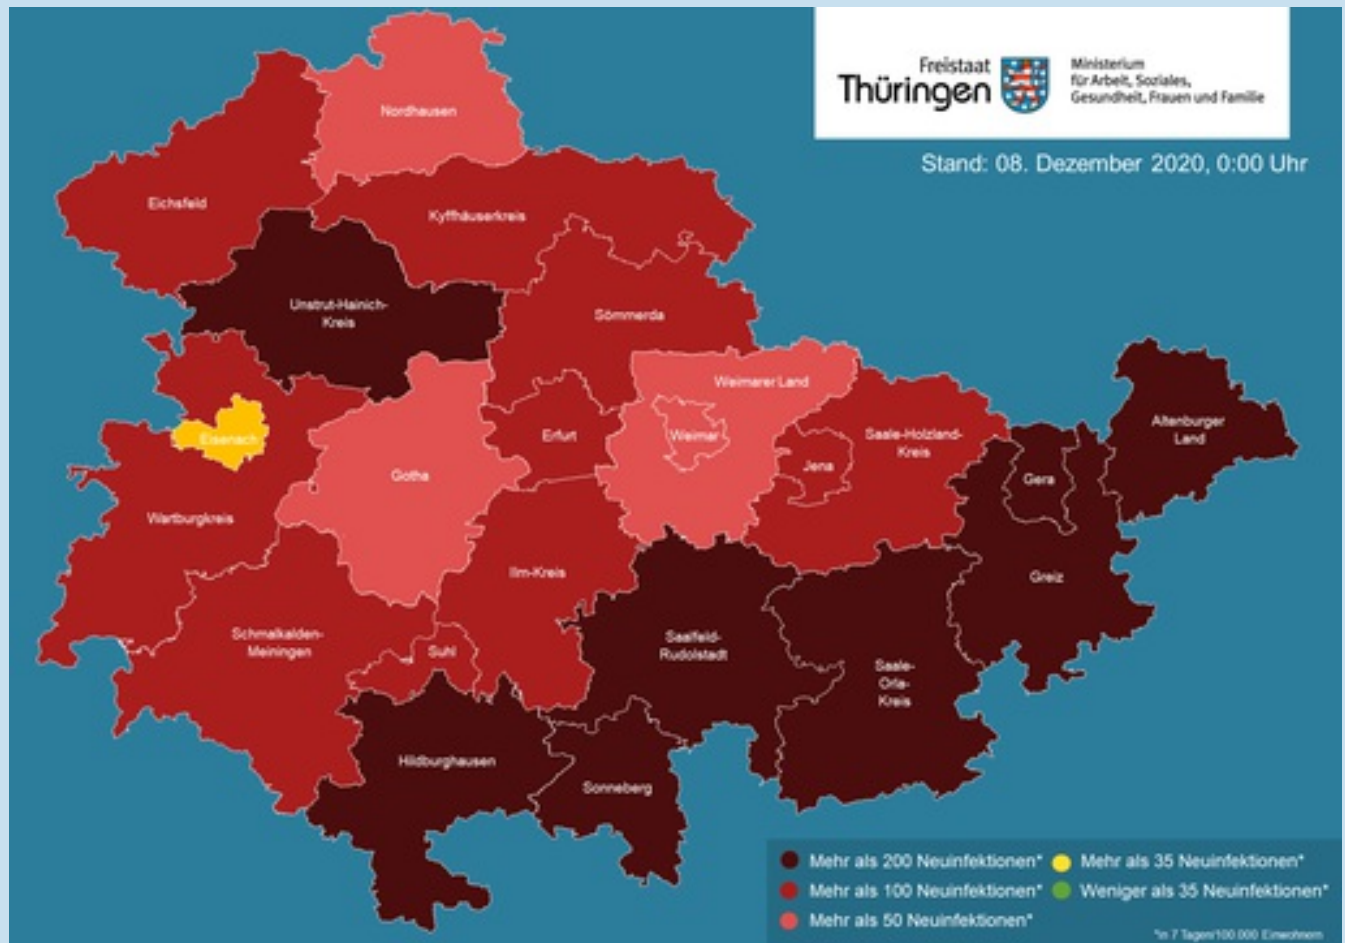 Freistaat
Thüringen
Ministerium
für Arbeit, Soziales,
Gesundheit, Frauen und Familie
Stand: 08. Dezember 2020, 0:00 Uhr
Nordhausen
Eichsfeld
Kyffhäuserkreis
Unstrut-Hainich-
Kreis
Sömmerda
Weimarer Land
Altenburger
Land
Eisenach
Erfurt
Weimar
Saale-Holzland-
Kreis
Jena
Gotha
Gera
Wartburgkreis
Ilm-Kreis
Greiz
Schmalkalden-
Meiningen
Suhl
Saalfeld-
Rudolstadt
Saale-
Orla-
Kreis
Hildburghausen
Sonneberg
Mehr als 200 Neuinfektionen*
Mehr als 100 Neuinfektionen*
Mehr als 50 Neuinfektionen*
Mehr als 35 Neuinfektionen*
Weniger als 35 Neuinfektionen*
*in 7 Tagen/100.000 Einwohnern